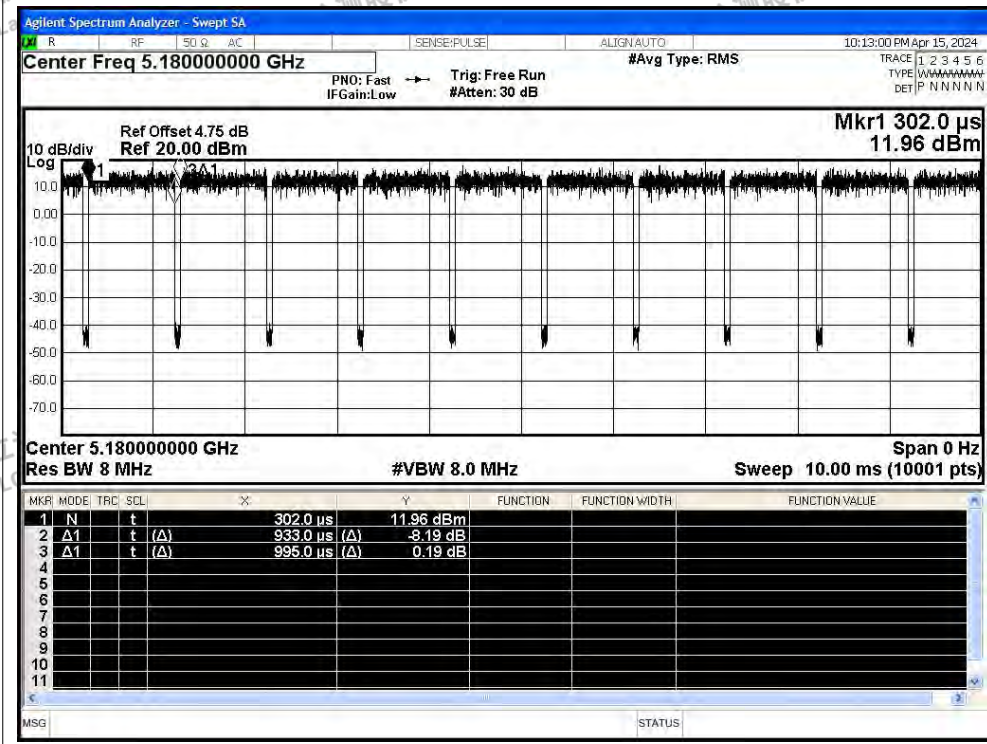 Agilent Spectrum Analyzer - Swept SA
R RF 50 Ω AC SENSE:PULSE ALIGN AUTO 10:13:00 PM Apr 15, 2024
Center Freq 5.180000000 GHz #Avg Type: RMS TRACE 1 2 3 4 5 6
PNO: Fast Trig: Free Run TYPE WWWWWW
IFGain:Low #Atten: 30 dB DET P N N N N N
Mkr1 302.0 µs
Ref Offset 4.75 dB
10 dB/div Ref 20.00 dBm 11.96 dBm
Log
1 3Δ1
10.0
0.00
-10.0
-20.0
-30.0
-40.0
-50.0
-60.0
-70.0
Center 5.180000000 GHz Span 0 Hz
Res BW 8 MHz #VBW 8.0 MHz Sweep 10.00 ms (10001 pts)
MKR MODE TRC SCL X Y FUNCTION FUNCTION WIDTH FUNCTION VALUE
1 N t 302.0 µs 11.96 dBm
2 Δ1 t (Δ) 933.0 µs (Δ) -8.19 dB
3 Δ1 t (Δ) 995.0 µs (Δ) 0.19 dB
4
5
6
7
8
9
10
11
MSG STATUS